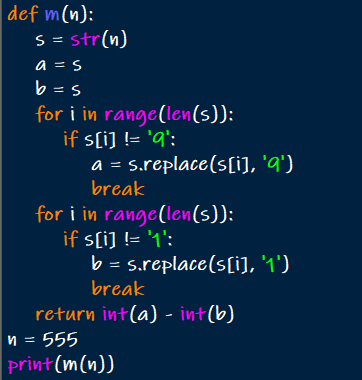 def m(n):
    s = str(n)
    a = s
    b = s
    for i in range(len(s)):
        if s[i] != '9':
            a = s.replace(s[i], '9')
            break
    for i in range(len(s)):
        if s[i] != '1':
            b = s.replace(s[i], '1')
            break
    return int(a) - int(b)
n = 555
print(m(n))